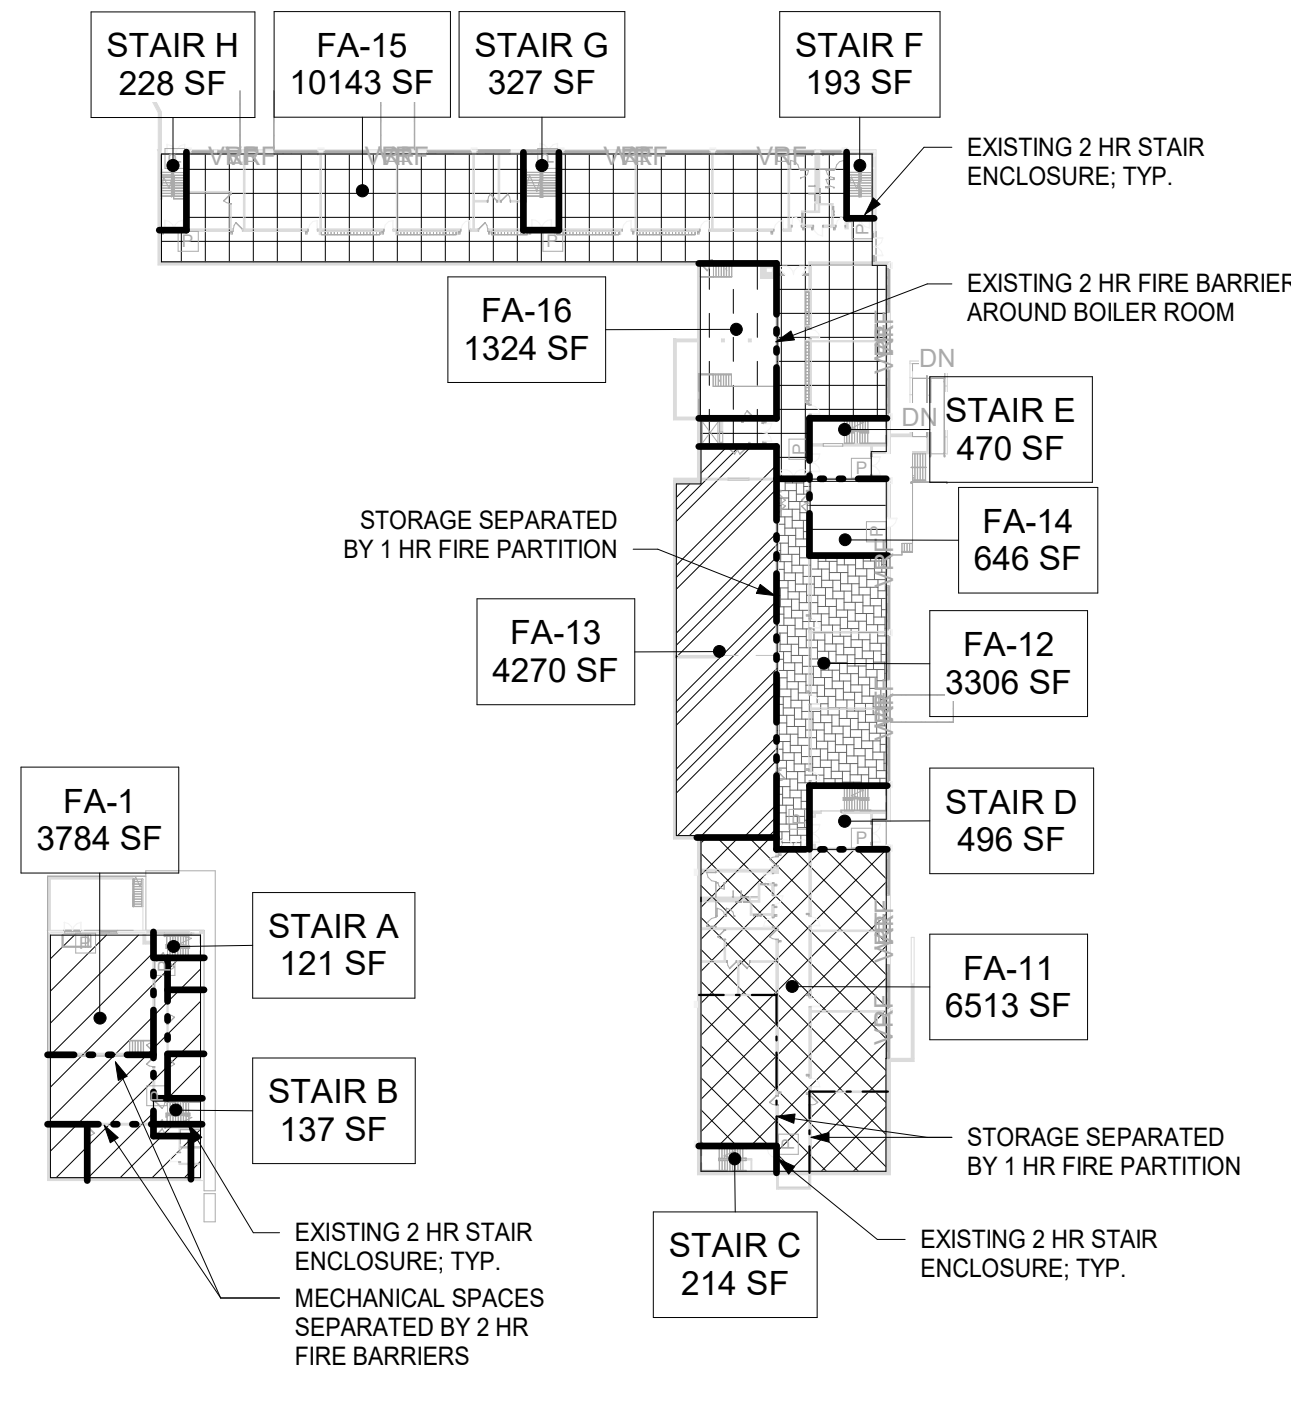 STAIR H
228 SF
FA-15
10143 SF
STAIR G
327 SF
STAIR F
193 SF
EXISTING 2 HR STAIR
ENCLOSURE; TYP.
VRF
VRF
P
P
P
FA-16
1324 SF
EXISTING 2 HR FIRE BARRIER
AROUND BOILER ROOM
DN
DN
STAIR E
470 SF
P
P
STORAGE SEPARATED
BY 1 HR FIRE PARTITION
FA-14
646 SF
FA-13
4270 SF
FA-12
3306 SF
FA-1
3784 SF
STAIR D
496 SF
P
STAIR A
121 SF
FA-11
6513 SF
VRF
STAIR B
137 SF
P
STORAGE SEPARATED
BY 1 HR FIRE PARTITION
P
EXISTING 2 HR STAIR
ENCLOSURE; TYP.
STAIR C
214 SF
EXISTING 2 HR STAIR
ENCLOSURE; TYP.
MECHANICAL SPACES
SEPARATED BY 2 HR
FIRE BARRIERS